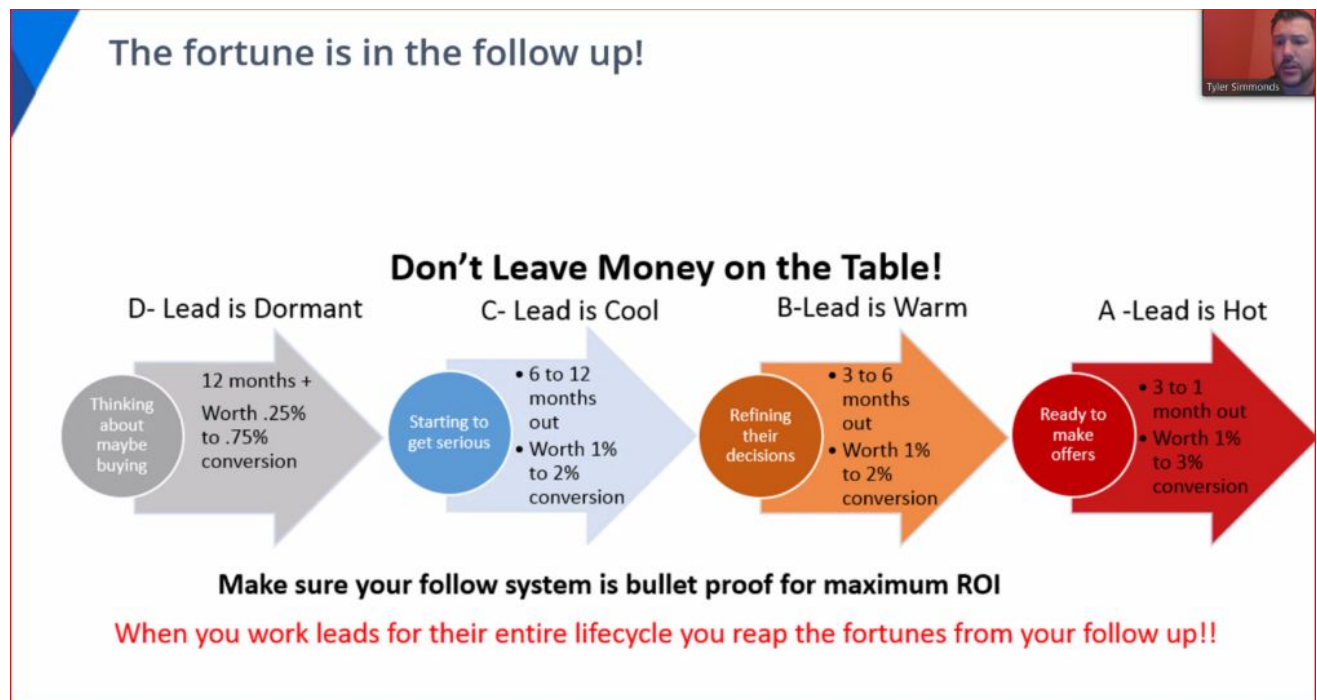 The fortune is in the follow up!
Tyler Simmonds
Don't Leave Money on the Table!
D- Lead is Dormant
Thinking
about
maybe
buying
12 months +
Worth .25%
to .75%
conversion
C- Lead is Cool
Starting to
get serious
• 6 to 12
months
out
• Worth 1%
to 2%
conversion
B-Lead is Warm
Refining
their
decisions
• 3 to 6
months
out
• Worth 1%
to 2%
conversion
A -Lead is Hot
Ready to
make
offers
• 3 to 1
month out
• Worth 1%
to 3%
conversion
Make sure your follow system is bullet proof for maximum ROI
When you work leads for their entire lifecycle you reap the fortunes from your follow up!!